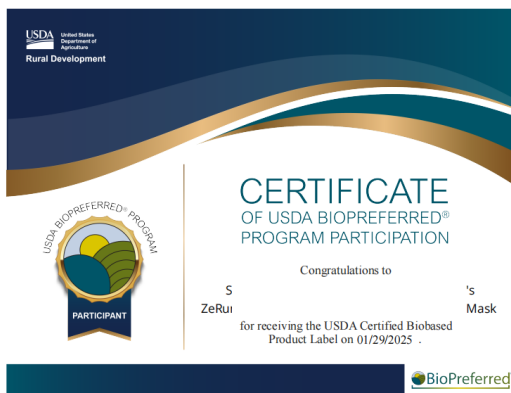 USDA
United States
Department of
Agriculture
Rural Development
USDA BIOPREFERRED® PROGRAM
PARTICIPANT
CERTIFICATE
OF USDA BIOPREFERRED®
PROGRAM PARTICIPATION
Congratulations to
S 's
ZeRu Mask
for receiving the USDA Certified Biobased
Product Label on 01/29/2025 .
BioPreferred